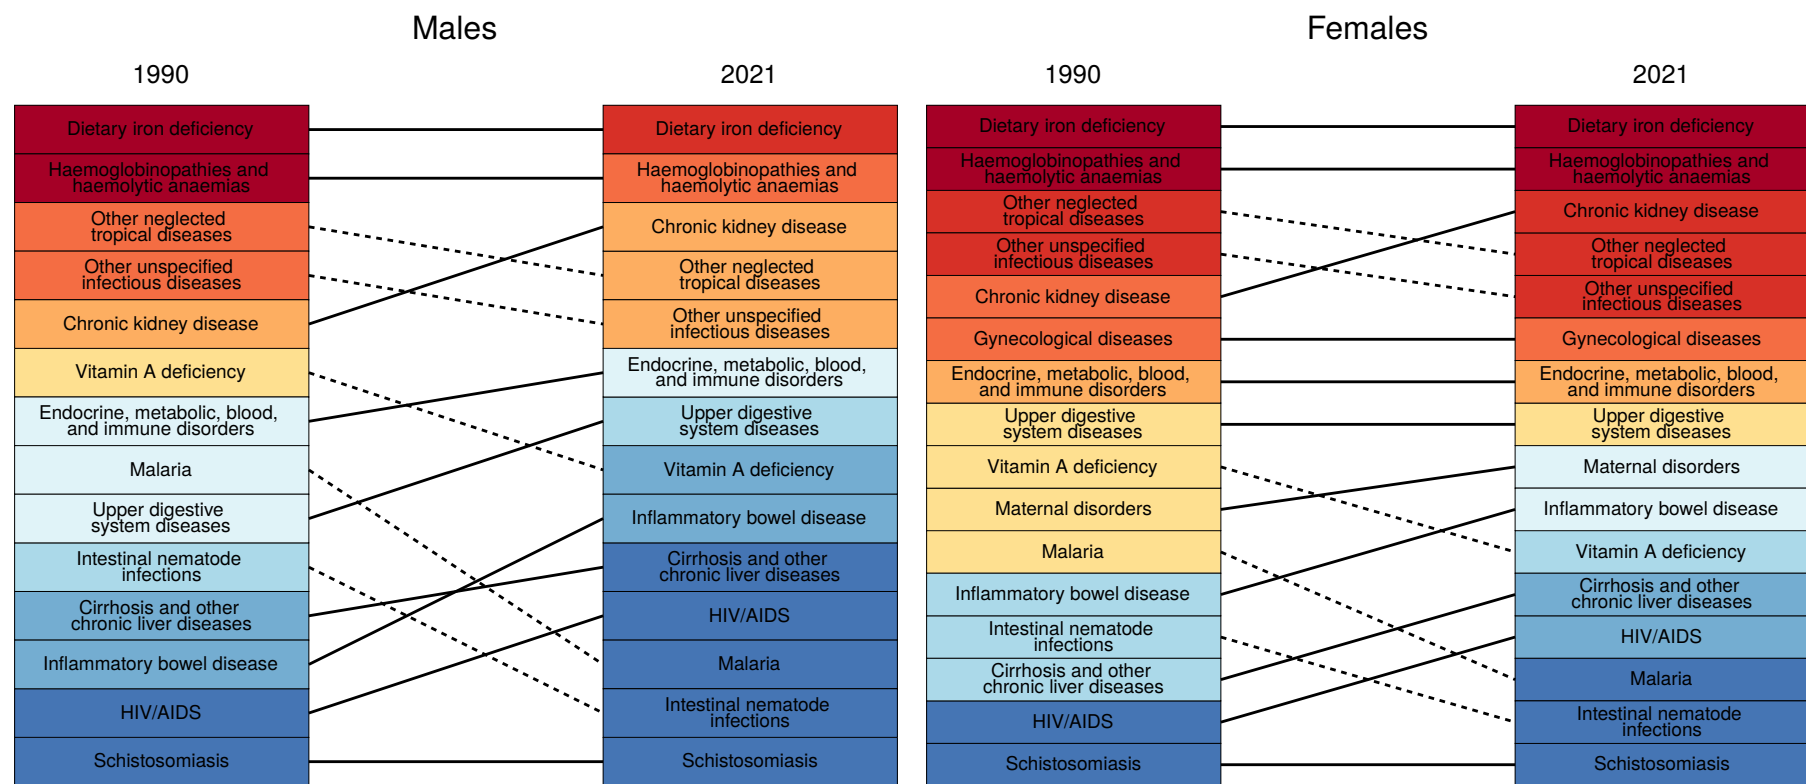 Males
1990
2021
Dietary iron deficiency
Haemoglobinopathies and
haemolytic anaemias
Other neglected
tropical diseases
Other unspecified
infectious diseases
Chronic kidney disease
Vitamin A deficiency
Endocrine, metabolic, blood,
and immune disorders
Malaria
Upper digestive
system diseases
Intestinal nematode
infections
Cirrhosis and other
chronic liver diseases
Inflammatory bowel disease
HIV/AIDS
Schistosomiasis
Dietary iron deficiency
Haemoglobinopathies and
haemolytic anaemias
Chronic kidney disease
Other neglected
tropical diseases
Other unspecified
infectious diseases
Endocrine, metabolic, blood,
and immune disorders
Upper digestive
system diseases
Vitamin A deficiency
Inflammatory bowel disease
Cirrhosis and other
chronic liver diseases
HIV/AIDS
Malaria
Intestinal nematode
infections
Schistosomiasis
Females
1990
2021
Dietary iron deficiency
Haemoglobinopathies and
haemolytic anaemias
Other neglected
tropical diseases
Other unspecified
infectious diseases
Chronic kidney disease
Gynecological diseases
Endocrine, metabolic, blood,
and immune disorders
Upper digestive
system diseases
Vitamin A deficiency
Maternal disorders
Malaria
Inflammatory bowel disease
Intestinal nematode
infections
Cirrhosis and other
chronic liver diseases
HIV/AIDS
Schistosomiasis
Dietary iron deficiency
Haemoglobinopathies and
haemolytic anaemias
Chronic kidney disease
Other neglected
tropical diseases
Other unspecified
infectious diseases
Gynecological diseases
Endocrine, metabolic, blood,
and immune disorders
Upper digestive
system diseases
Maternal disorders
Inflammatory bowel disease
Vitamin A deficiency
Cirrhosis and other
chronic liver diseases
HIV/AIDS
Malaria
Intestinal nematode
infections
Schistosomiasis